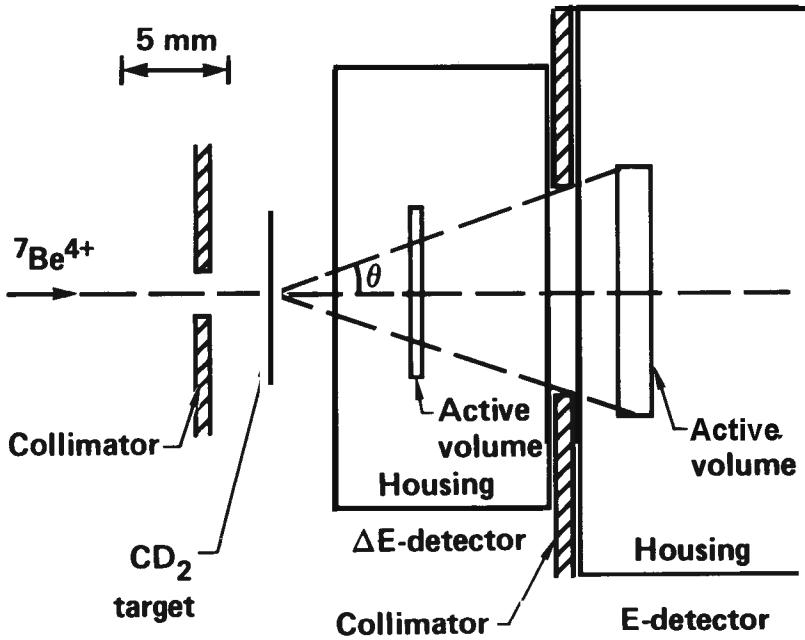 5 mm
⁷Be⁴⁺
θ
Collimator
Active
volume
Active
volume
Housing
ΔE-detector
CD₂
target
Housing
Collimator
E-detector